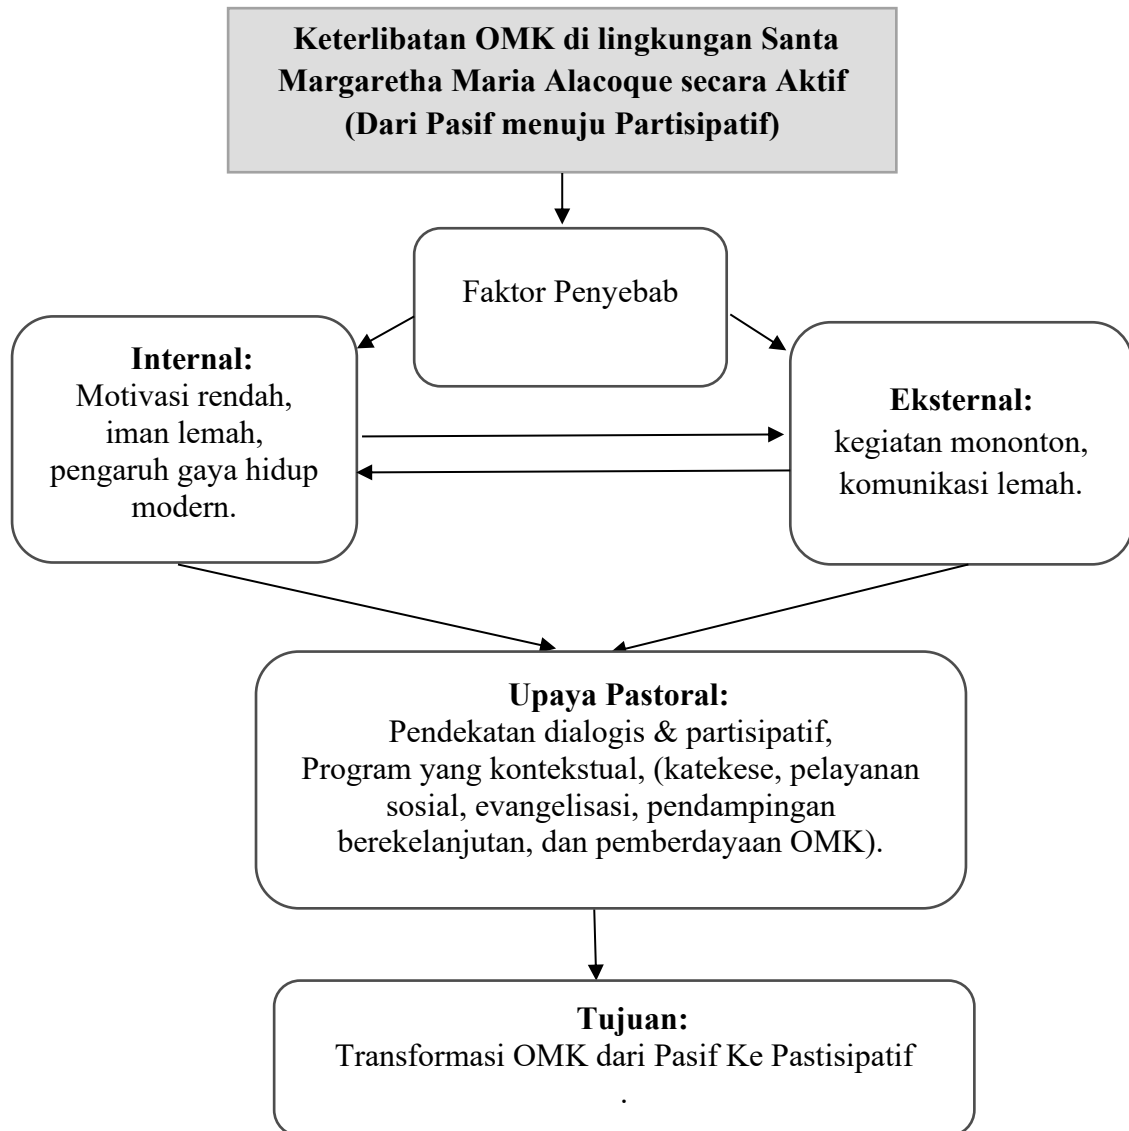 Keterlibatan OMK di lingkungan Santa
Margaretha Maria Alacoque secara Aktif
(Dari Pasif menuju Partisipatif)
Faktor Penyebab
Internal:
Motivasi rendah,
iman lemah,
pengaruh gaya hidup
modern.
Eksternal:
kegiatan mononton,
komunikasi lemah.
Upaya Pastoral:
Pendekatan dialogis & partisipatif,
Program yang kontekstual, (katekese, pelayanan
sosial, evangelisasi, pendampingan
berekelanjutan, dan pemberdayaan OMK).
Tujuan:
Transformasi OMK dari Pasif Ke Pastisipatif
.